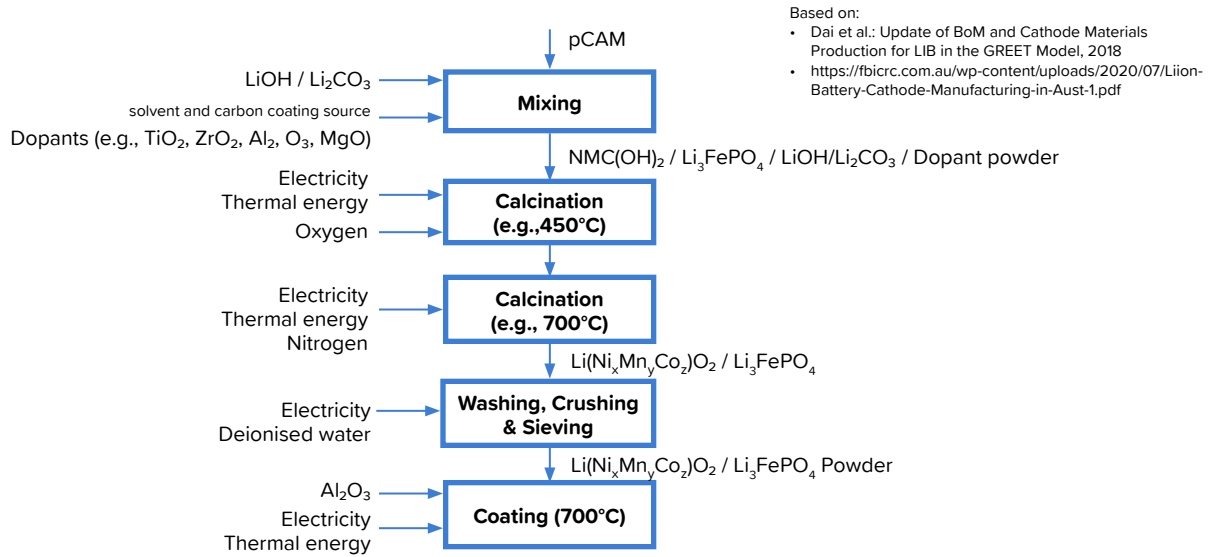 Based on:
• Dai et al.: Update of BoM and Cathode Materials
Production for LIB in the GREET Model, 2018
• https://fbicrc.com.au/wp-content/uploads/2020/07/Liion-
Battery-Cathode-Manufacturing-in-Aust-1.pdf
pCAM
LiOH / Li₂CO₃
Mixing
solvent and carbon coating source
Dopants (e.g., TiO₂, ZrO₂, Al₂, O₃, MgO)
NMC(OH)₂ / Li₃FePO₄ / LiOH/Li₂CO₃ / Dopant powder
Electricity
Thermal energy
Oxygen
Calcination
(e.g.,450°C)
Electricity
Thermal energy
Nitrogen
Calcination
(e.g., 700°C)
Li(NiₓMnᵧCo_z)O₂ / Li₃FePO₄
Electricity
Deionised water
Washing, Crushing
& Sieving
Li(NiₓMnᵧCo_z)O₂ / Li₃FePO₄ Powder
Al₂O₃
Electricity
Thermal energy
Coating (700°C)